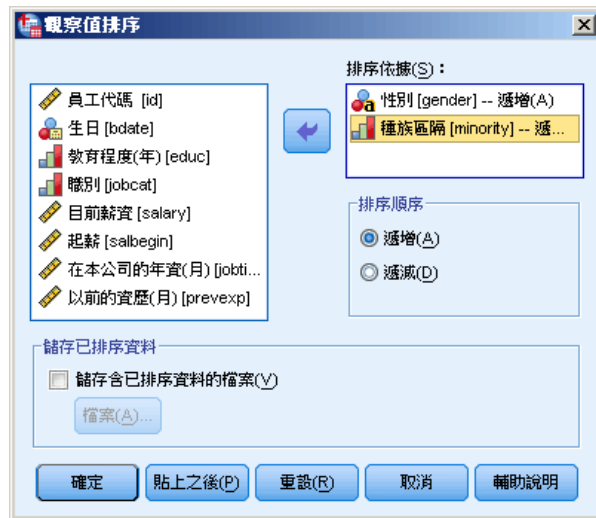 觀察值排序
排序依據(S)：
員工代碼 [id]
生日 [bdate]
教育程度(年) [educ]
職別 [jobcat]
目前薪資 [salary]
起薪 [salbegin]
在本公司的年資(月) [jobti...
以前的資歷(月) [prevexp]
性別 [gender] -- 遞增(A)
種族區隔 [minority] -- 遞...
排序順序
遞增(A)
遞減(D)
儲存已排序資料
儲存含已排序資料的檔案(V)
檔案(A)...
確定
貼上之後(P)
重設(R)
取消
輔助說明